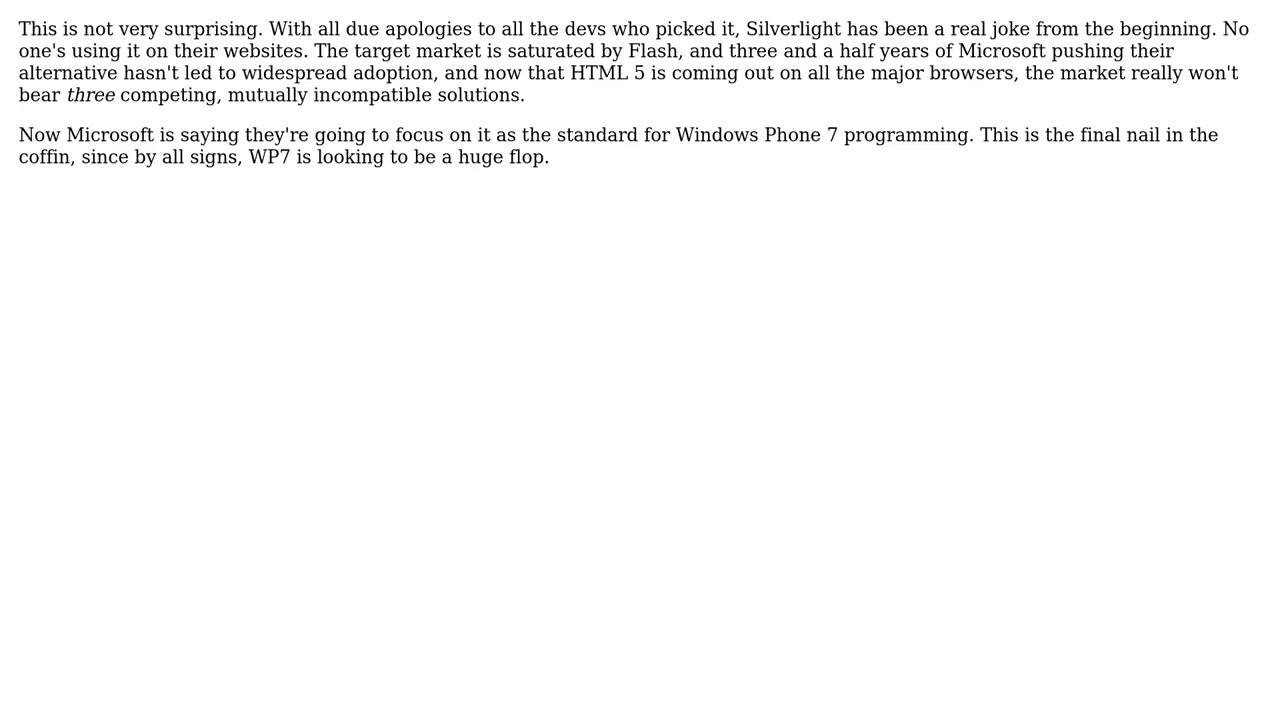 This is not very surprising. With all due apologies to all the devs who picked it, Silverlight has been a real joke from the beginning. No
one's using it on their websites. The target market is saturated by Flash, and three and a half years of Microsoft pushing their
alternative hasn't led to widespread adoption, and now that HTML 5 is coming out on all the major browsers, the market really won't
bear three competing, mutually incompatible solutions.
Now Microsoft is saying they're going to focus on it as the standard for Windows Phone 7 programming. This is the final nail in the
coffin, since by all signs, WP7 is looking to be a huge flop.